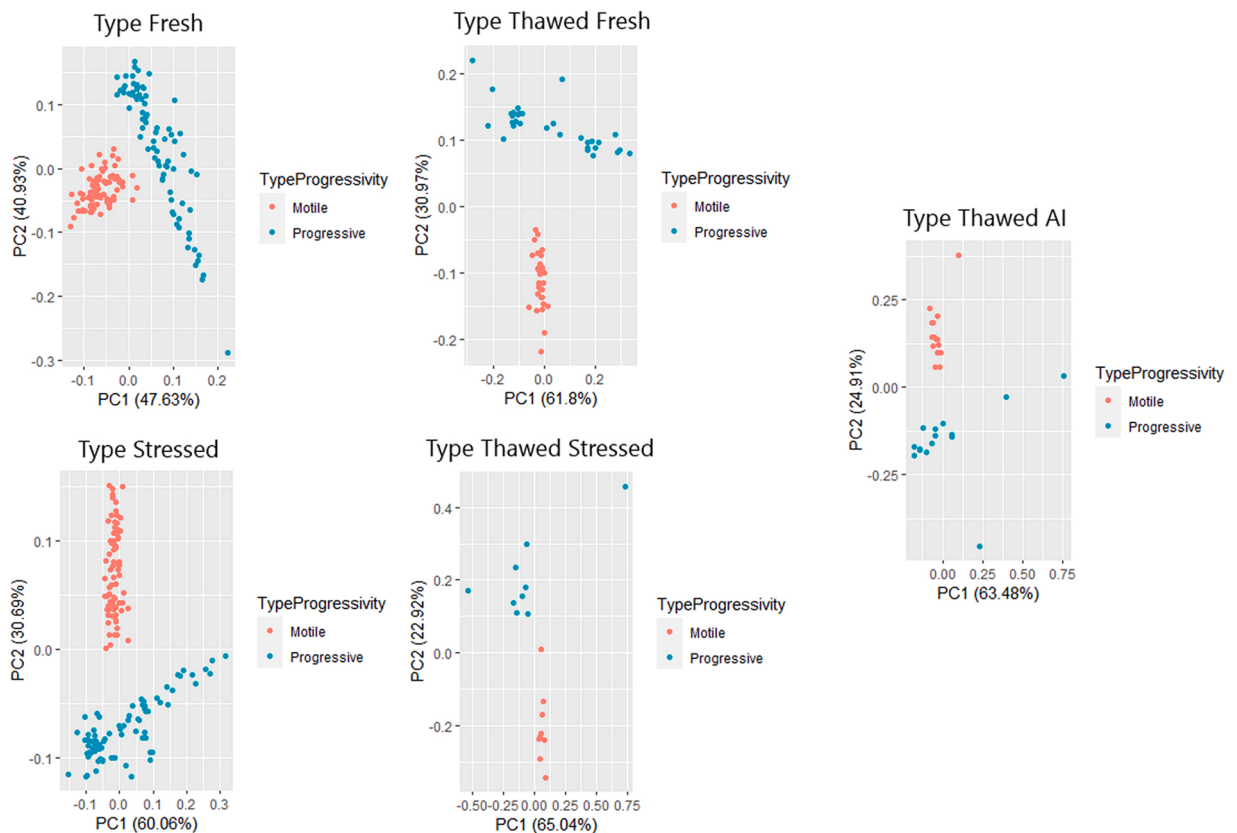 Type Fresh
0.1
0.0
-0.1
-0.2
-0.3
PC2 (40.93%)
-0.1 0.0 0.1 0.2
PC1 (47.63%)
TypeProgressivity
Motile
Progressive
Type Thawed Fresh
0.2
0.1
0.0
-0.1
-0.2
PC2 (30.97%)
-0.2 0.0 0.2
PC1 (61.8%)
TypeProgressivity
Motile
Progressive
Type Thawed AI
0.25
0.00
-0.25
PC2 (24.91%)
0.00 0.25 0.50 0.75
PC1 (63.48%)
TypeProgressivity
Motile
Progressive
Type Stressed
0.1
0.0
-0.1
PC2 (30.69%)
-0.1 0.0 0.1 0.2 0.3
PC1 (60.06%)
TypeProgressivity
Motile
Progressive
Type Thawed Stressed
0.4
0.2
0.0
-0.2
PC2 (22.92%)
-0.50 -0.25 0.00 0.25 0.50 0.75
PC1 (65.04%)
TypeProgressivity
Motile
Progressive